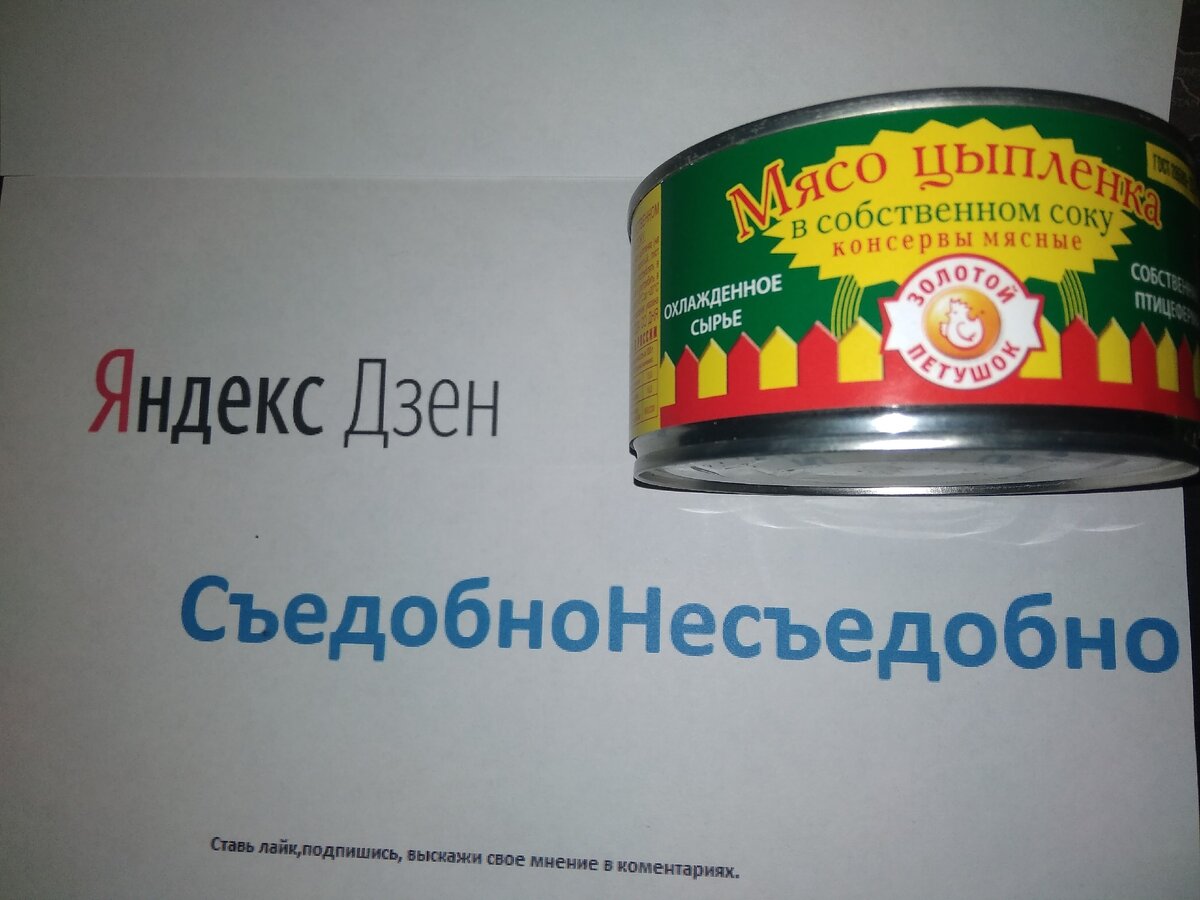 Мясо цыпленка
в собственном соку
консервы мясные
ГОСТ
ОХЛАЖДЕННОЕ
СЫРЬЕ
ЗОЛОТОЙ
ПЕТУШОК
Яндекс Дзен
СъедобноНесъедобно
Ставь лайк,подпишись, выскажи свое мнение в коментариях.